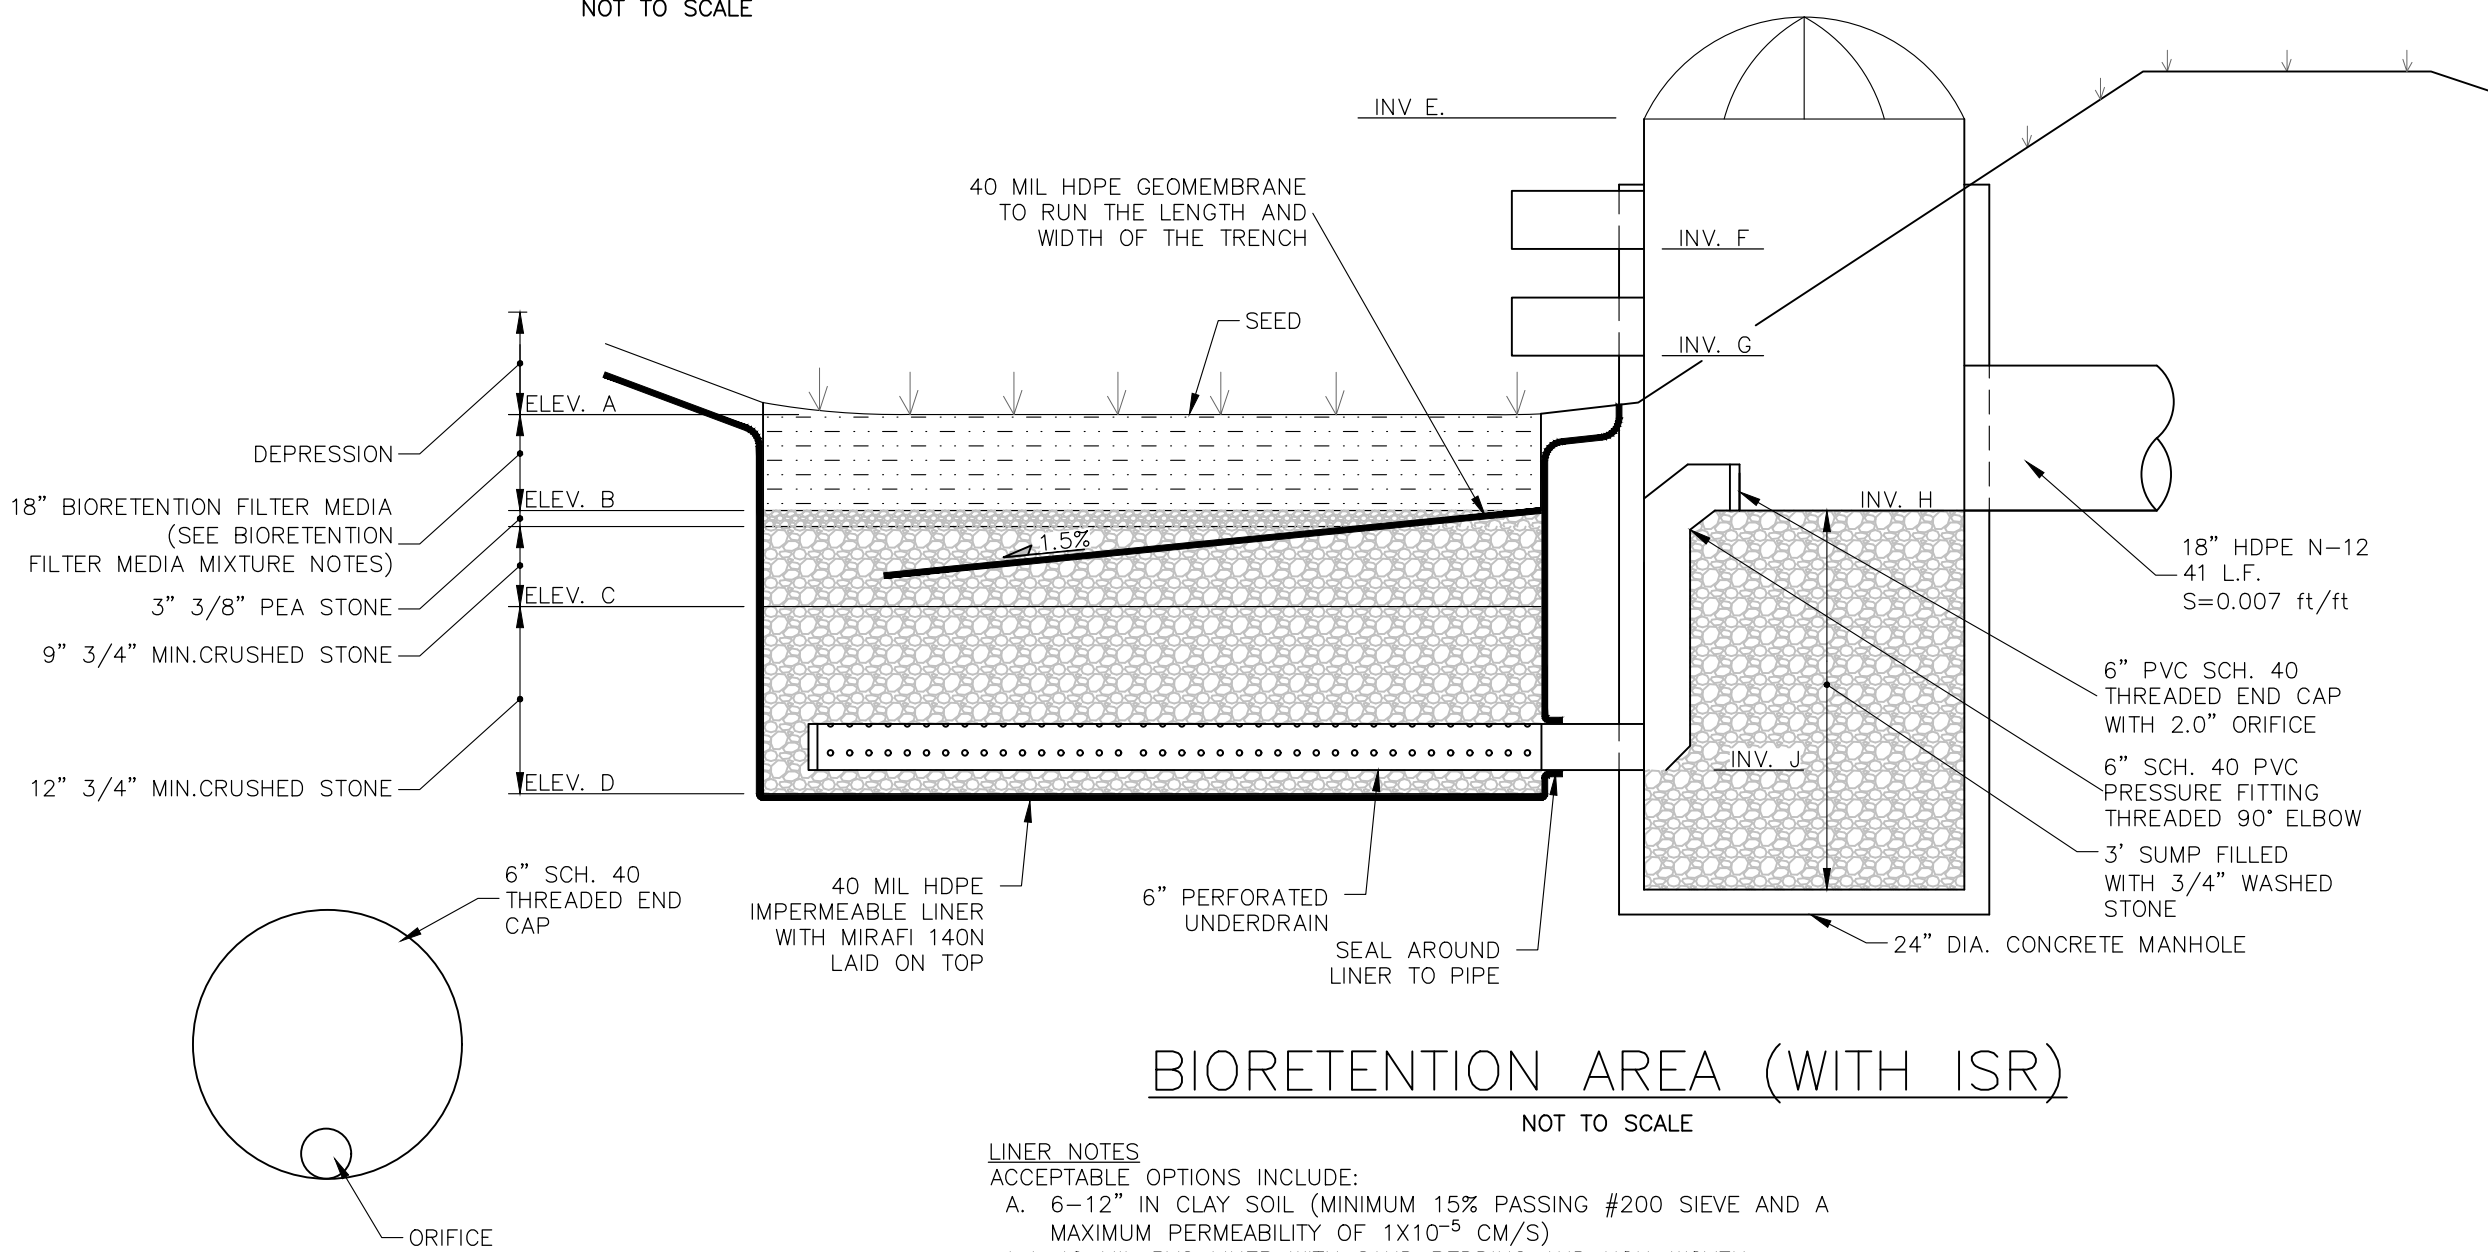 NOT TO SCALE
INV E.
40 MIL HDPE GEOMEMBRANE
TO RUN THE LENGTH AND
WIDTH OF THE TRENCH
INV. F
SEED
INV. G
ELEV. A
DEPRESSION
18" BIORETENTION FILTER MEDIA
(SEE BIORETENTION
FILTER MEDIA MIXTURE NOTES)
ELEV. B
3" 3/8" PEA STONE
ELEV. C
9" 3/4" MIN.CRUSHED STONE
12" 3/4" MIN.CRUSHED STONE
ELEV. D
1.5%
INV. H
INV. J
18" HDPE N-12
41 L.F.
S=0.007 ft/ft
6" PVC SCH. 40
THREADED END CAP
WITH 2.0" ORIFICE
6" SCH. 40 PVC
PRESSURE FITTING
THREADED 90° ELBOW
3' SUMP FILLED
WITH 3/4" WASHED
STONE
24" DIA. CONCRETE MANHOLE
6" SCH. 40
THREADED END
CAP
40 MIL HDPE
IMPERMEABLE LINER
WITH MIRAFI 140N
LAID ON TOP
6" PERFORATED
UNDERDRAIN
SEAL AROUND
LINER TO PIPE
ORIFICE
BIORETENTION AREA (WITH ISR)
NOT TO SCALE
LINER NOTES
ACCEPTABLE OPTIONS INCLUDE:
A. 6-12" IN CLAY SOIL (MINIMUM 15% PASSING #200 SIEVE AND A
MAXIMUM PERMEABILITY OF 1X10⁻⁵ CM/S)